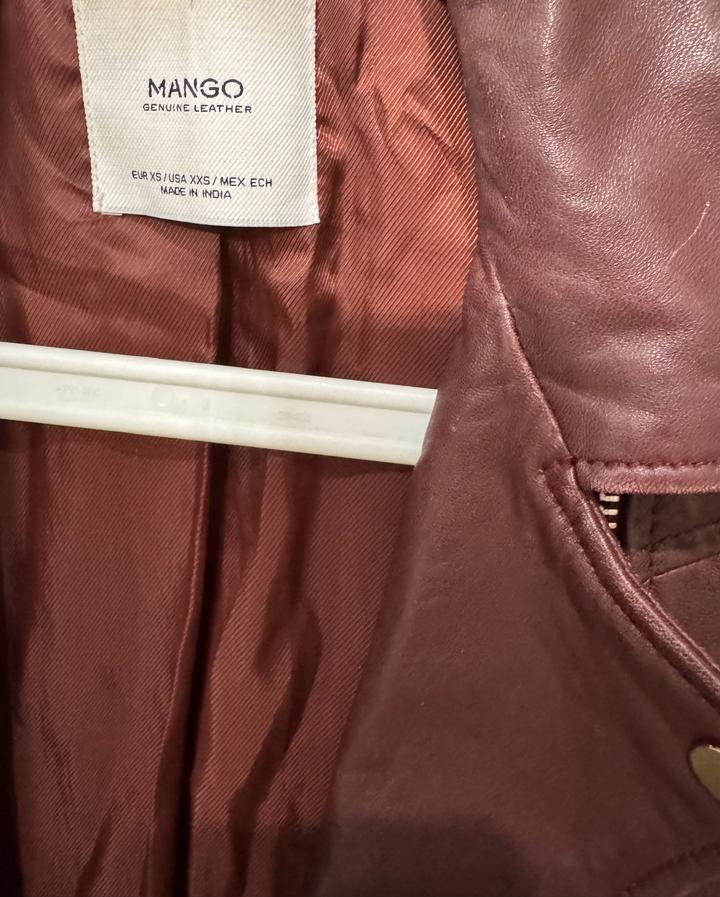 MANGO
GENUINE LEATHER
EUR XS / USA XXS / MEX ECH
MADE IN INDIA